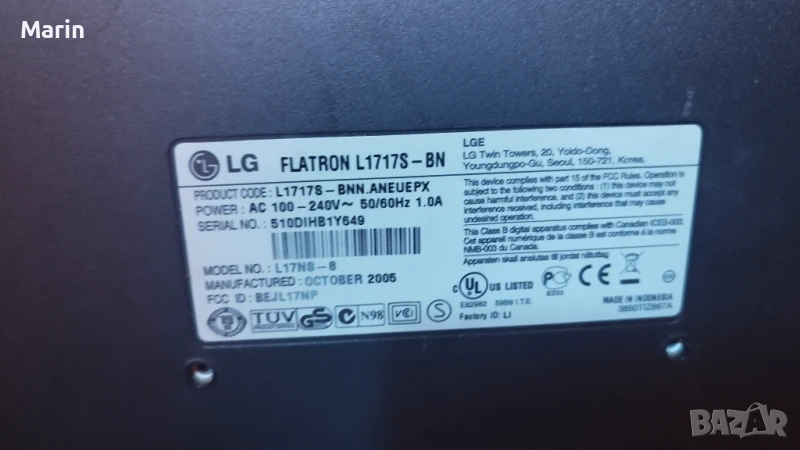 Marin
LG FLATRON L1717S-BN
PRODUCT CODE: L1717S-BNN.ANEUEPX
POWER: AC 100-240V~ 50/60Hz 1.0A
SERIAL NO.: 510DIHB1Y649
MODEL NO.: L17NS-8
MANUFACTURED: OCTOBER 2005
FCC ID: BEJL17NP
TÜV GS N98 VCI S
LGE
LG Twin Towers, 20, Yoido-Dong,
Youngdungpo-Gu, Seoul, 150-721, Korea.
This device complies with part 15 of the FCC Rules. Operation is
subject to the following two conditions: (1) this device may not
cause harmful interference, and (2) this device must accept
any interference received, including interference that may cause
undesired operation.
This Class B digital apparatus complies with Canadian ICES-003.
Cet appareil numérique de la classe B est conforme à la norme
NMB-003 du Canada.
Apparaten skall anslutas till jordat nätuttag
c UL US LISTED
E82982 59B9 I.T.E.
Factory ID: LI
CE
MADE IN INDONESIA
BAZAR